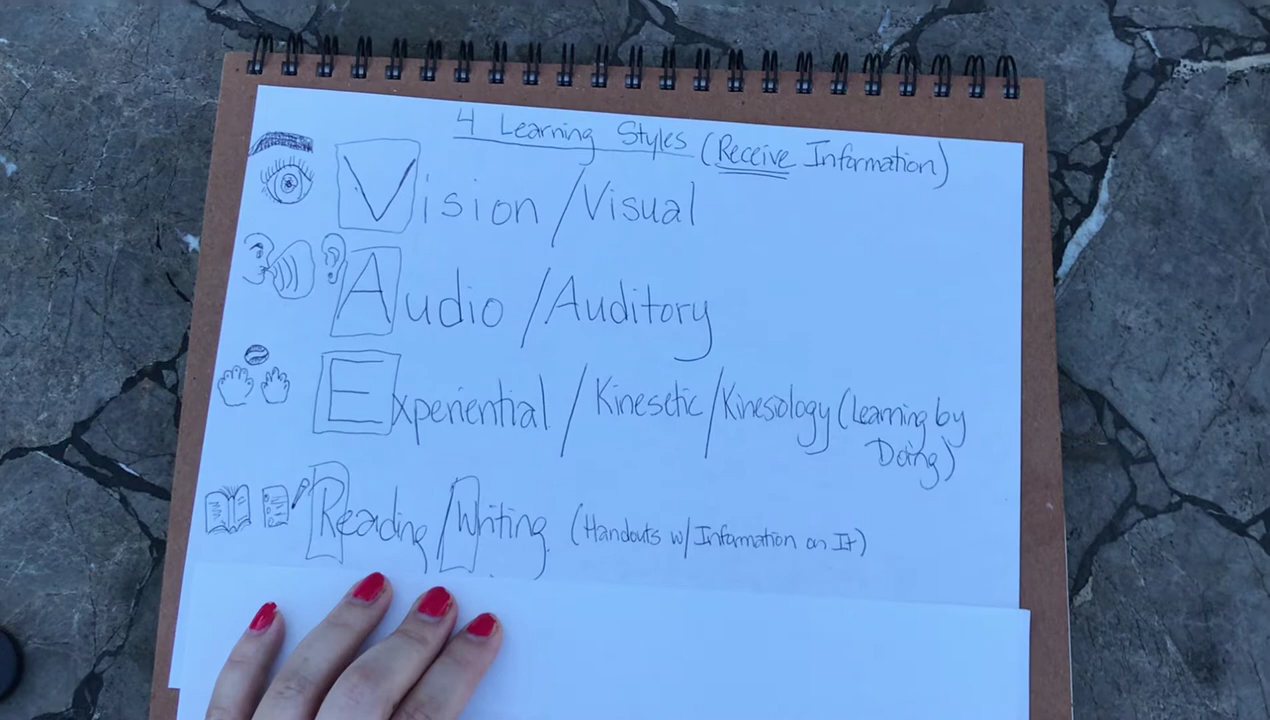 4 Learning Styles (Receive Information)
Vision / Visual
Audio / Auditory
Experiential / Kinesetic / Kinesiology (Learning by
Doing)
Reading / Writing (Handouts w/ Information on It)